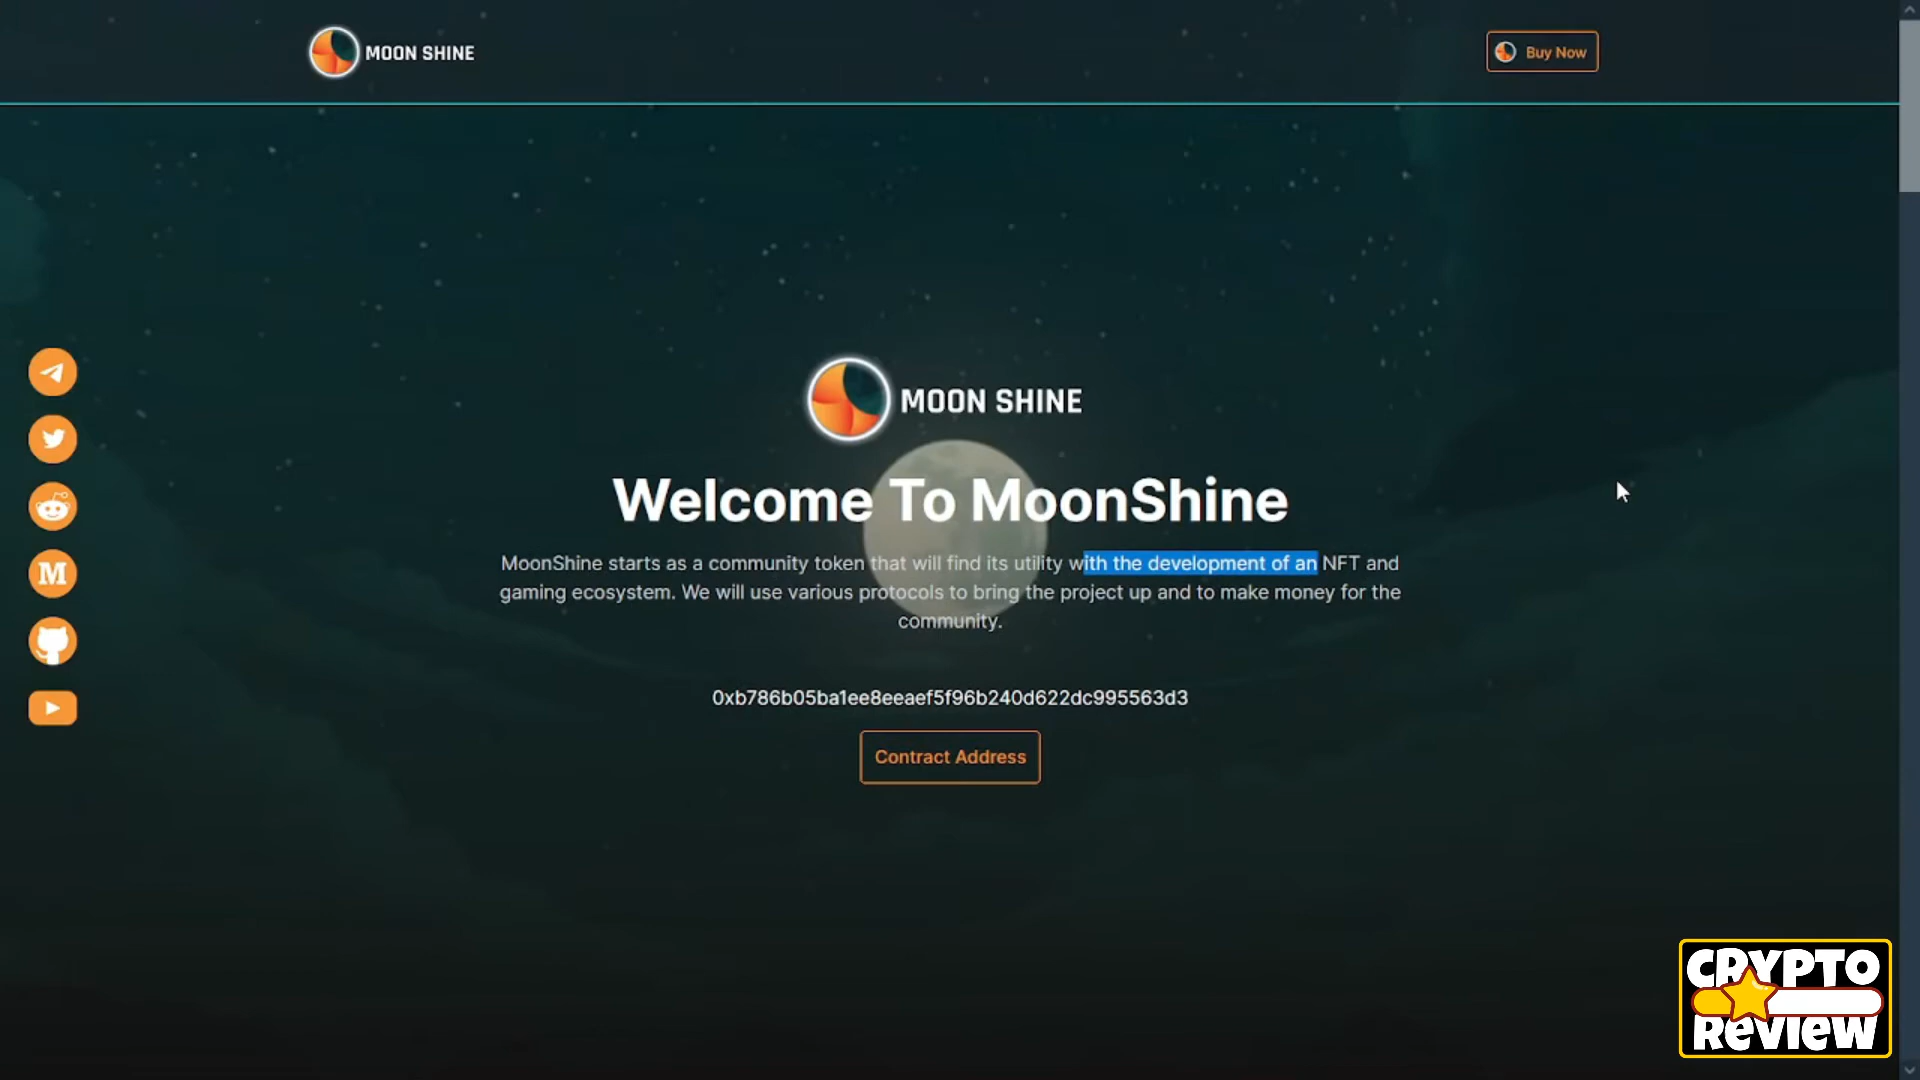 MOON SHINE
Buy Now
MOON SHINE
Welcome To MoonShine
MoonShine starts as a community token that will find its utility with the development of an NFT and
gaming ecosystem. We will use various protocols to bring the project up and to make money for the
community.
0xb786b05ba1ee8eeaef5f96b240d622dc995563d3
Contract Address
M
CRYPTO
REVIEW